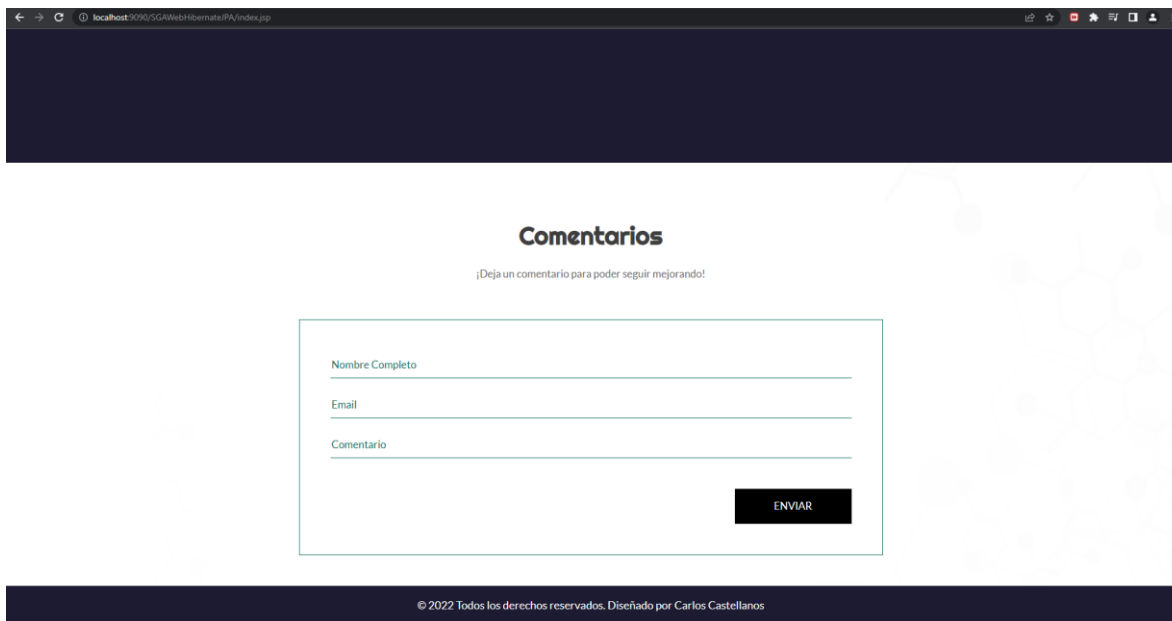 localhost:9090/SGAWebHibernateJPA/index.jsp
Comentarios
¡Deja un comentario para poder seguir mejorando!
Nombre Completo
Email
Comentario
ENVIAR
© 2022 Todos los derechos reservados. Diseñado por Carlos Castellanos